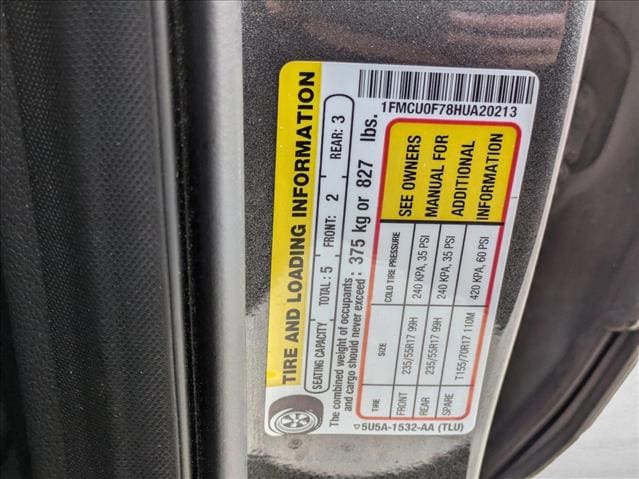 1FMCU0F78HUA20213
TIRE AND LOADING INFORMATION
SEATING CAPACITY TOTAL : 5 FRONT: 2 REAR: 3
The combined weight of occupants
and cargo should never exceed : 375 kg or 827 lbs.
TIRE SIZE COLD TIRE PRESSURE
FRONT 235/55R17 99H 240 KPA, 35 PSI
REAR 235/55R17 99H 240 KPA, 35 PSI
SPARE T155/70R17 110M 420 KPA, 60 PSI
SEE OWNERS
MANUAL FOR
ADDITIONAL
INFORMATION
5U5A-1532-AA (TLU)